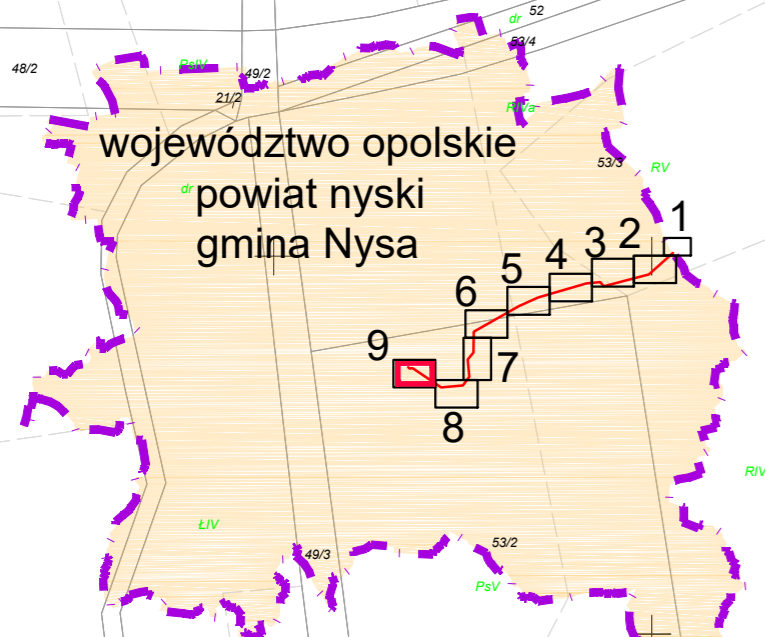 52
dr
53/4
48/2
PsIV
49/2
21/2
RIVa
województwo opolskie
53/3
RV
dr
powiat nyski
gmina Nysa
1
2
3
4
5
6
7
8
9
RIV
ŁIV
53/2
49/3
PsV